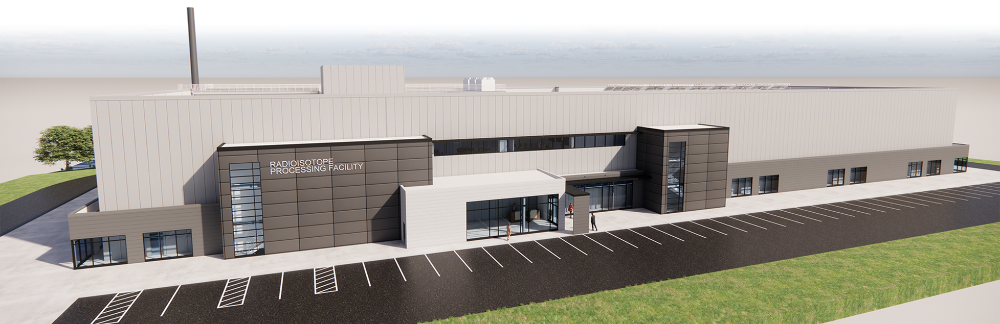 RADIOISOTOPE
PROCESSING FACILITY